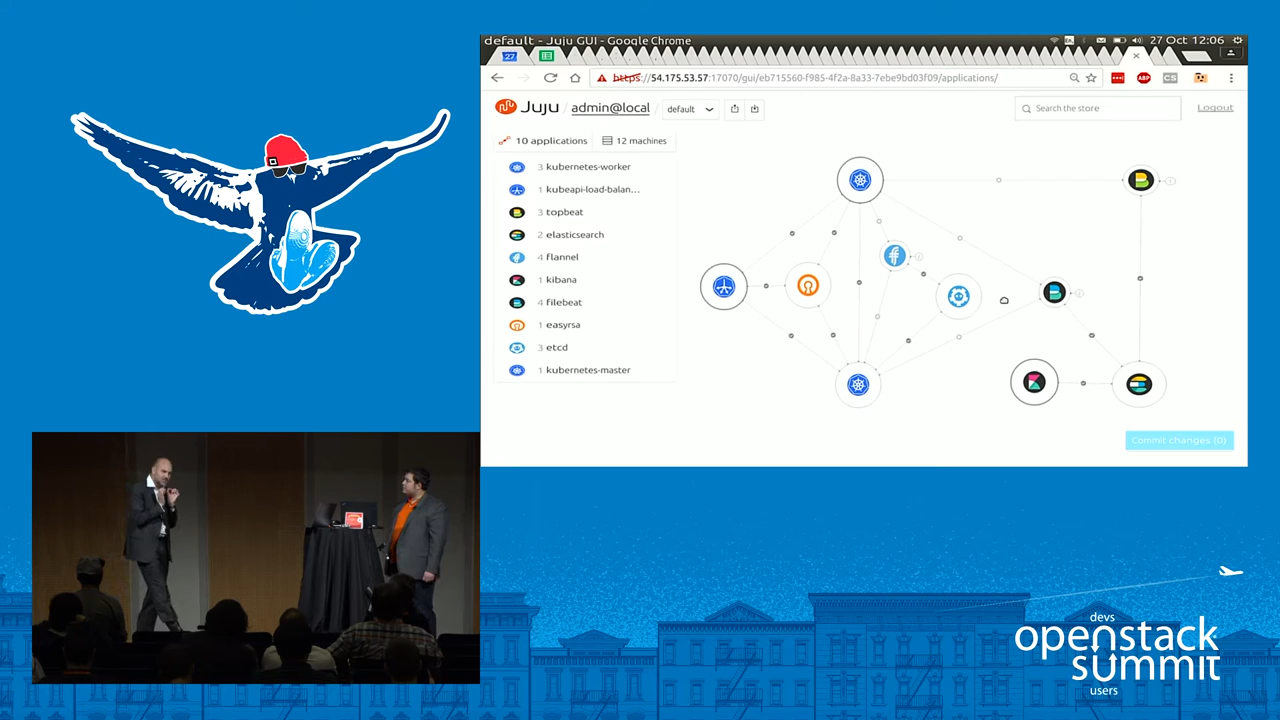 default - Juju GUI - Google Chrome
27 Oct 12:06
27
https://54.175.53.57:17070/gui/eb715560-f985-4f2a-8a33-7ebe9bd03f09/applications/
ABP
CS
Juju / admin@local / default
Search the store
Logout
10 applications
12 machines
3 kubernetes-worker
1 kubeapi-load-balan...
3 topbeat
2 elasticsearch
4 flannel
1 kibana
4 filebeat
1 easyrsa
3 etcd
1 kubernetes-master
Commit changes (0)
devs
openstack
summit
users